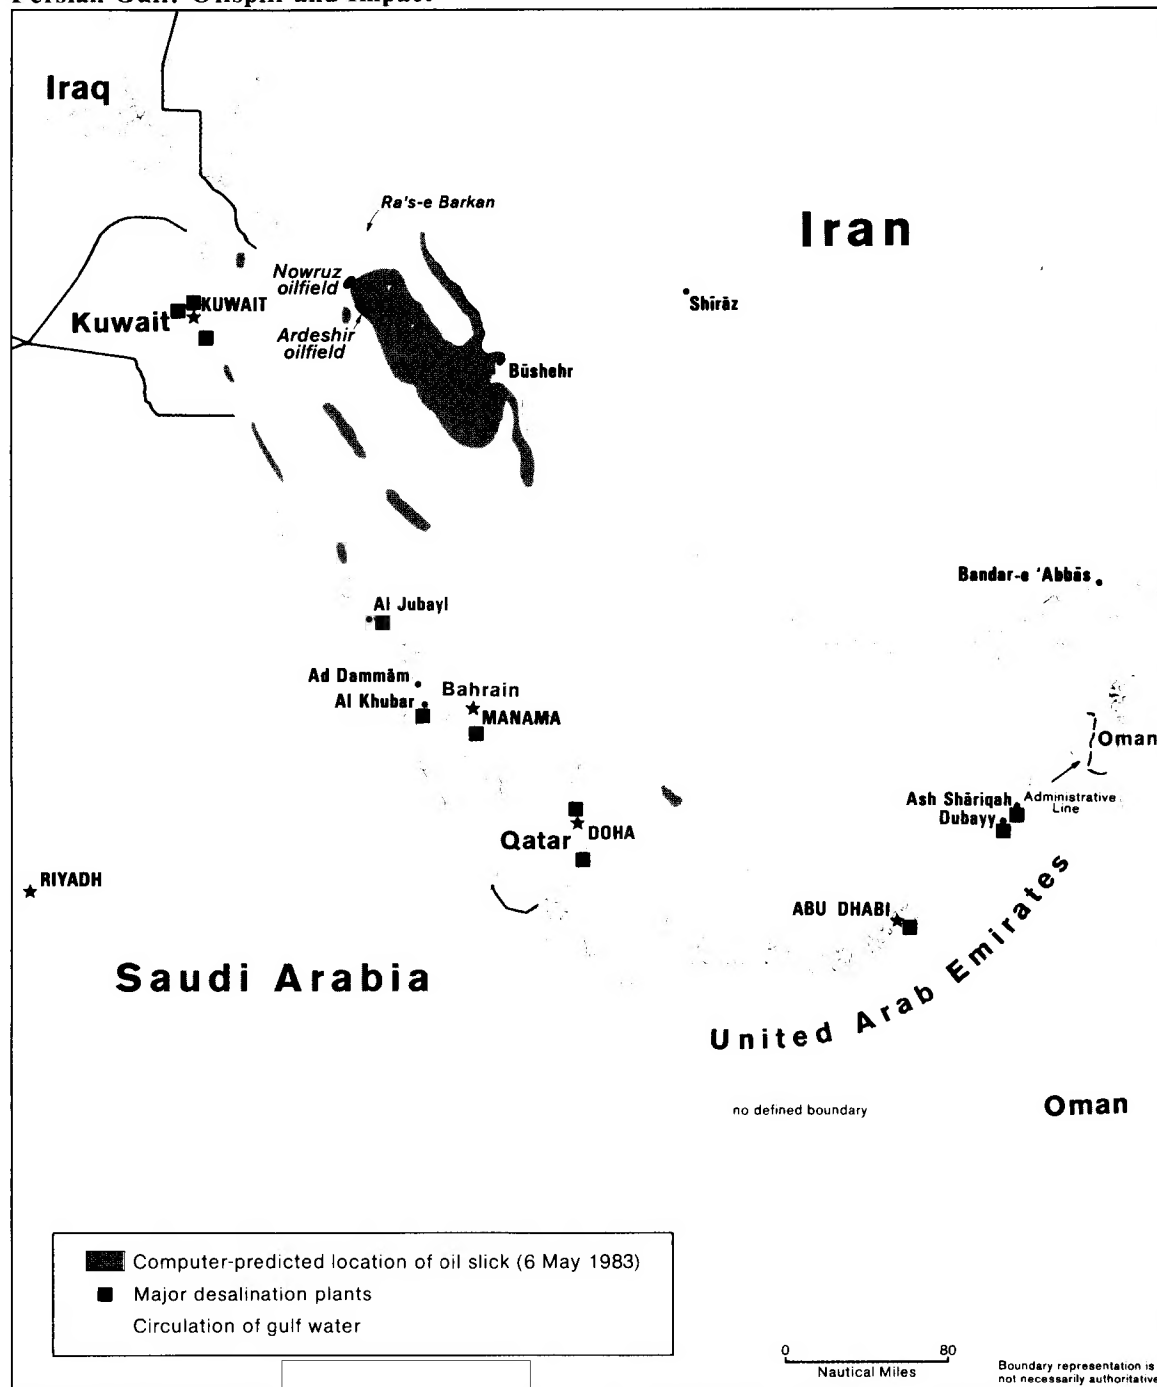 Persian Gulf: Oilspill and Impact
Iraq
Ra's-e Barkan
Iran
Nowruz
oilfield
Shīrāz
KUWAIT
Kuwait
Ardeshir
oilfield
Būshehr
Bandar-e 'Abbās
Al Jubayl
Ad Dammām
Al Khubar
Bahrain
MANAMA
Oman
Ash Shāriqah
Dubayy
Administrative
Line
Qatar
DOHA
RIYADH
ABU DHABI
Saudi Arabia
United Arab Emirates
no defined boundary
Oman
Computer-predicted location of oil slick (6 May 1983)
Major desalination plants
Circulation of gulf water
0 80
Nautical Miles
Boundary representation is
not necessarily authoritative